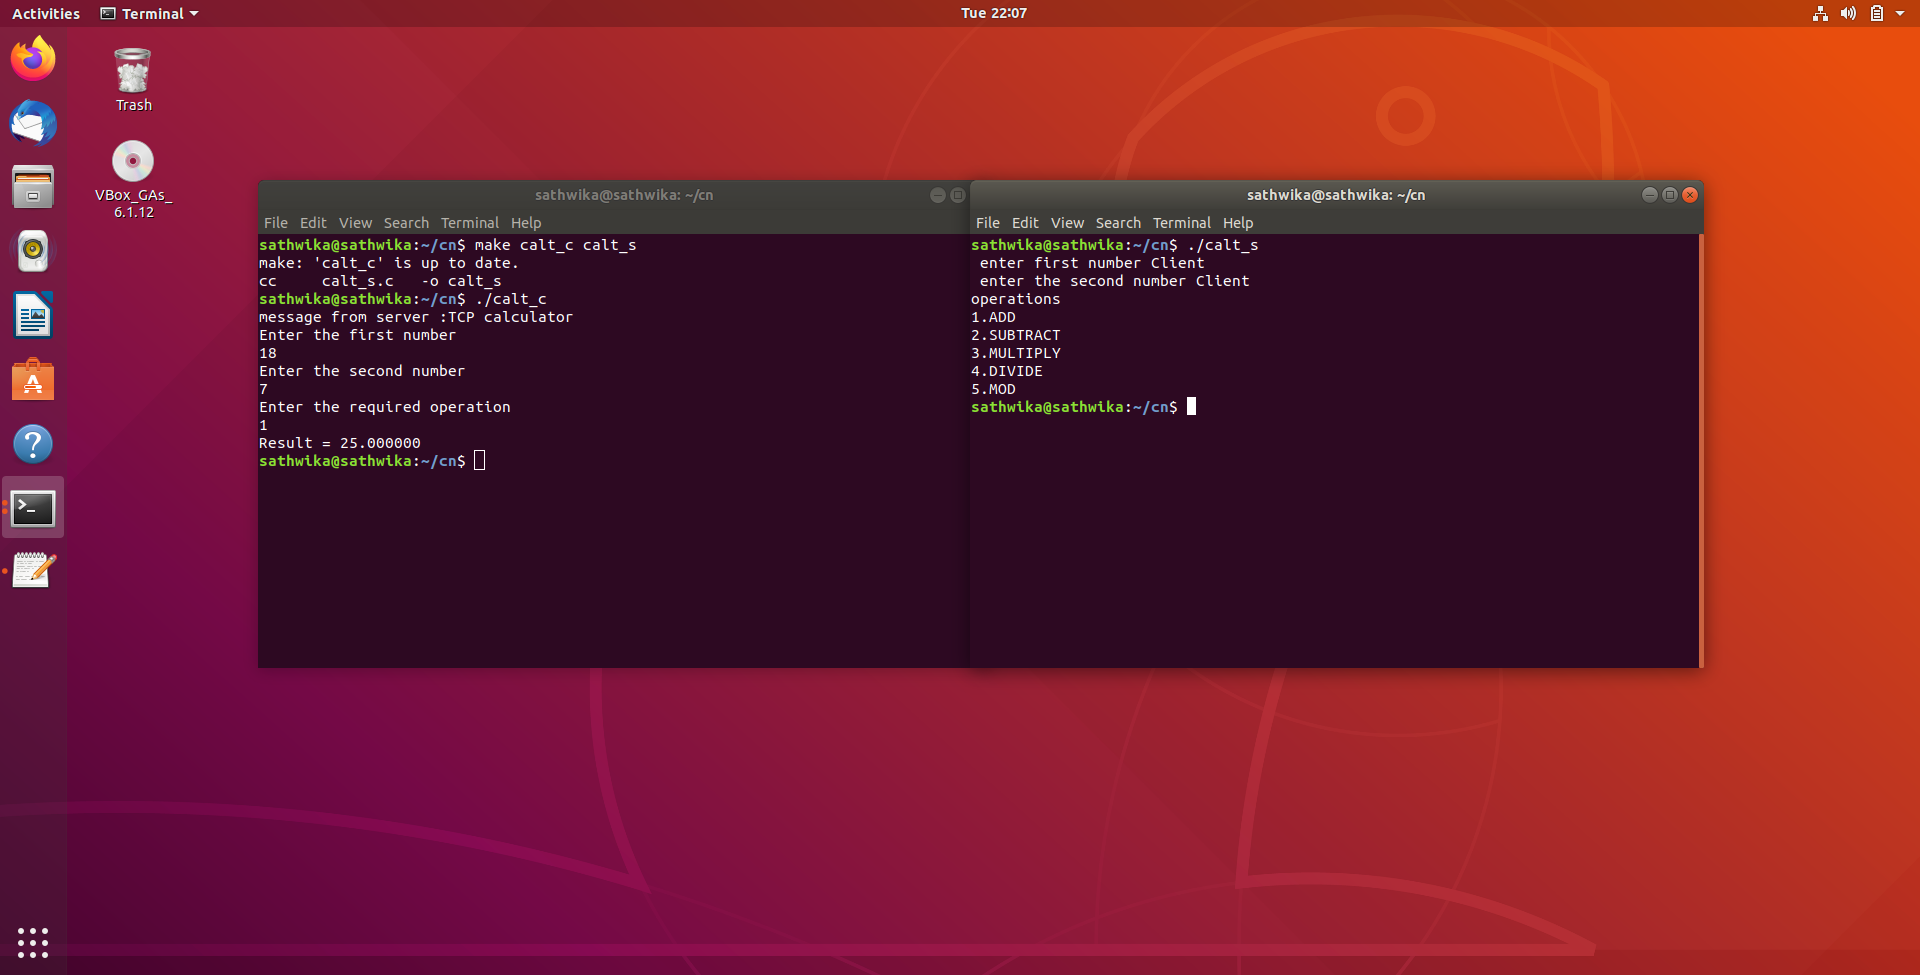 Activities Terminal Tue 22:07
Trash
VBox_GAs_
6.1.12
sathwika@sathwika: ~/cn
File Edit View Search Terminal Help
sathwika@sathwika:~/cn$ make calt_c calt_s
make: 'calt_c' is up to date.
cc     calt_s.c   -o calt_s
sathwika@sathwika:~/cn$ ./calt_c
message from server :TCP calculator
Enter the first number
18
Enter the second number
7
Enter the required operation
1
Result = 25.000000
sathwika@sathwika:~/cn$
sathwika@sathwika: ~/cn
File Edit View Search Terminal Help
sathwika@sathwika:~/cn$ ./calt_s
 enter first number Client
 enter the second number Client
operations
1.ADD
2.SUBTRACT
3.MULTIPLY
4.DIVIDE
5.MOD
sathwika@sathwika:~/cn$